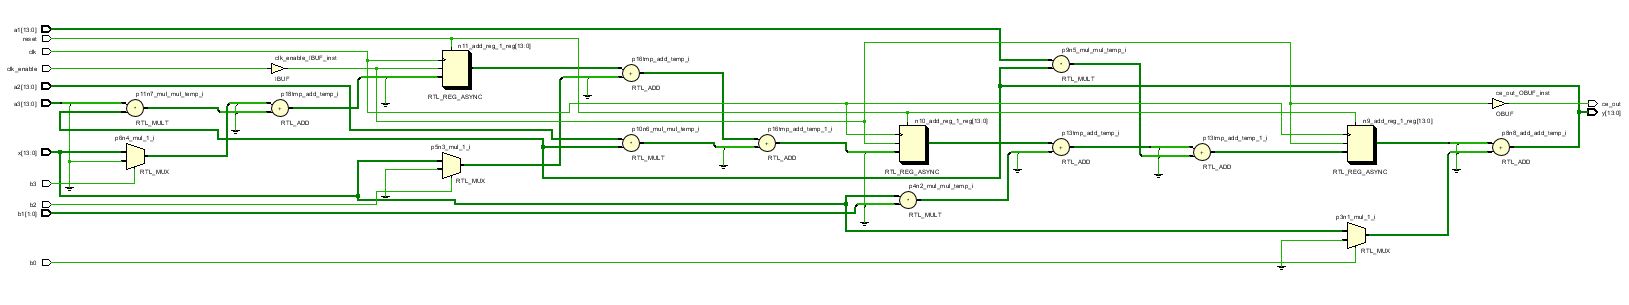 a1[13:0]
reset
clk
clk_enable
a2[13:0]
a3[13:0]
x[13:0]
b3
b2
b1[1:0]
b0
p11n7_mul_mul_temp_i
RTL_MULT
p6n4_mul_1_i
RTL_MUX
clk_enable_IBUF_inst
IBUF
p18tmp_add_temp_i
RTL_ADD
n11_add_reg_1_reg[13:0]
RTL_REG_ASYNC
p5n3_mul_1_i
RTL_MUX
p16tmp_add_temp_i
RTL_ADD
p10n6_mul_mul_temp_i
RTL_MULT
p16tmp_add_temp_1_i
RTL_ADD
n10_add_reg_1_reg[13:0]
RTL_REG_ASYNC
p4n2_mul_mul_temp_i
RTL_MULT
p9n5_mul_mul_temp_i
RTL_MULT
p13tmp_add_temp_i
RTL_ADD
p13tmp_add_temp_1_i
RTL_ADD
n9_add_reg_1_reg[13:0]
RTL_REG_ASYNC
p3n1_mul_1_i
RTL_MUX
ce_out_OBUF_inst
OBUF
p8n8_add_add_temp_i
RTL_ADD
ce_out
y[13:0]